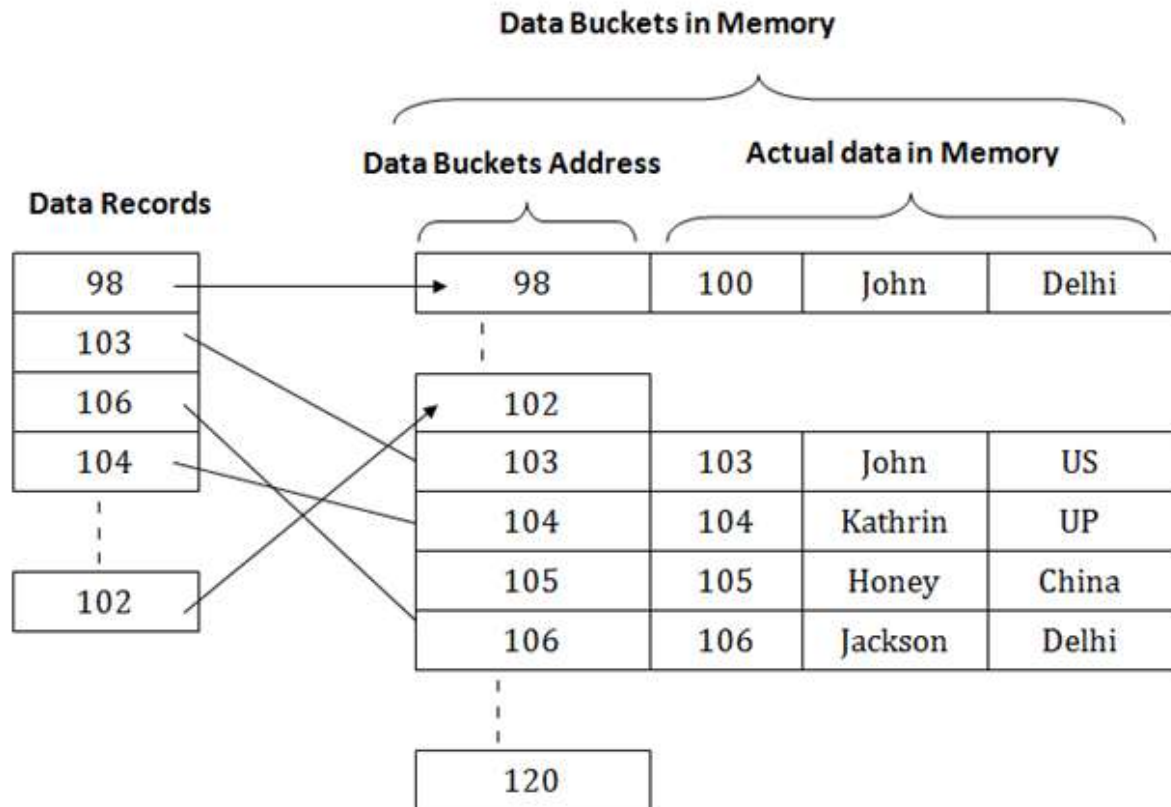 Data Buckets in Memory
Data Buckets Address
Actual data in Memory
Data Records
98
103
106
104
102
98 100 John Delhi
102
103 103 John US
104 104 Kathrin UP
105 105 Honey China
106 106 Jackson Delhi
120